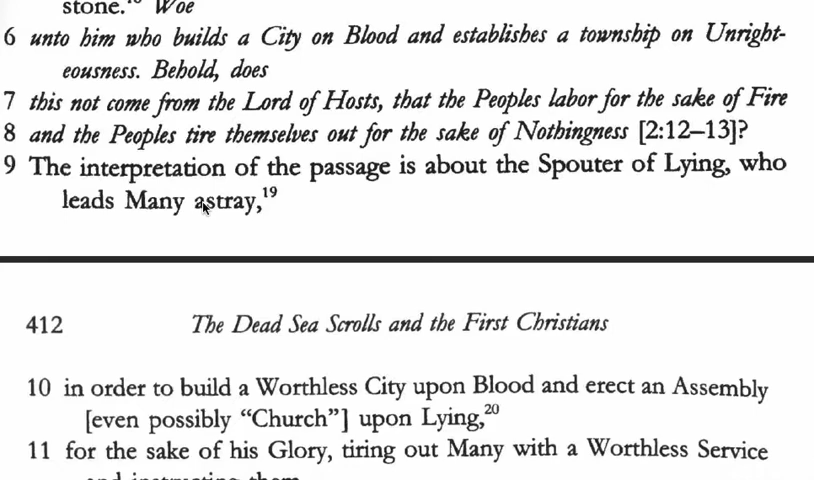 stone.¹⁸ Woe
6 unto him who builds a City on Blood and establishes a township on Unright-
eousness. Behold, does
7 this not come from the Lord of Hosts, that the Peoples labor for the sake of Fire
8 and the Peoples tire themselves out for the sake of Nothingness [2:12–13]?
9 The interpretation of the passage is about the Spouter of Lying, who
leads Many astray,¹⁹
412 The Dead Sea Scrolls and the First Christians
10 in order to build a Worthless City upon Blood and erect an Assembly
[even possibly “Church”] upon Lying,²⁰
11 for the sake of his Glory, tiring out Many with a Worthless Service
and instructing them